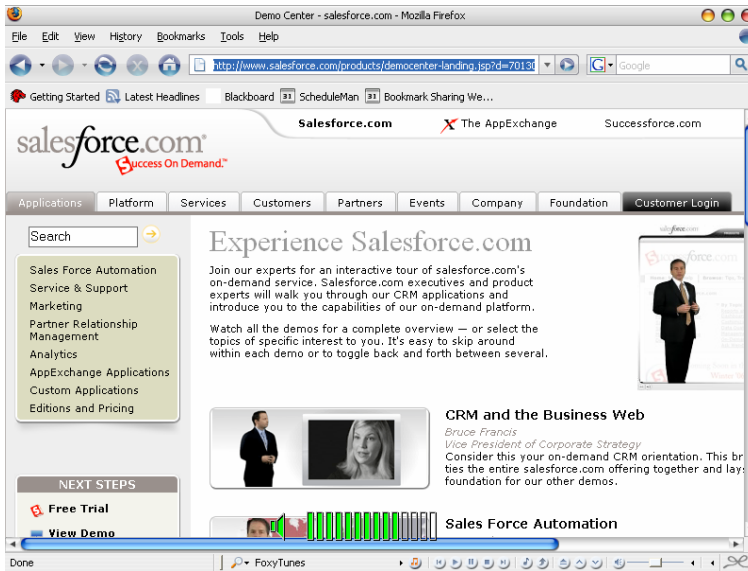 Demo Center - salesforce.com - Mozilla Firefox
File Edit View History Bookmarks Tools Help
http://www.salesforce.com/products/democenter-landing.jsp?d=70130
G Google
Getting Started Latest Headlines Blackboard 31 ScheduleMan 31 Bookmark Sharing We...
Salesforce.com The AppExchange Successforce.com
salesforce.com
Success On Demand.™
Applications Platform Services Customers Partners Events Company Foundation Customer Login
Search
Sales Force Automation
Service & Support
Marketing
Partner Relationship
Management
Analytics
AppExchange Applications
Custom Applications
Editions and Pricing
NEXT STEPS
Free Trial
View Demo
Experience Salesforce.com
Join our experts for an interactive tour of salesforce.com's
on-demand service. Salesforce.com executives and product
experts will walk you through our CRM applications and
introduce you to the capabilities of our on-demand platform.
Watch all the demos for a complete overview — or select the
topics of specific interest to you. It's easy to skip around
within each demo or to toggle back and forth between several.
CRM and the Business Web
Bruce Francis
Vice President of Corporate Strategy
Consider this your on-demand CRM orientation. This br
ties the entire salesforce.com offering together and lays
foundation for our other demos.
Sales Force Automation
Done FoxyTunes